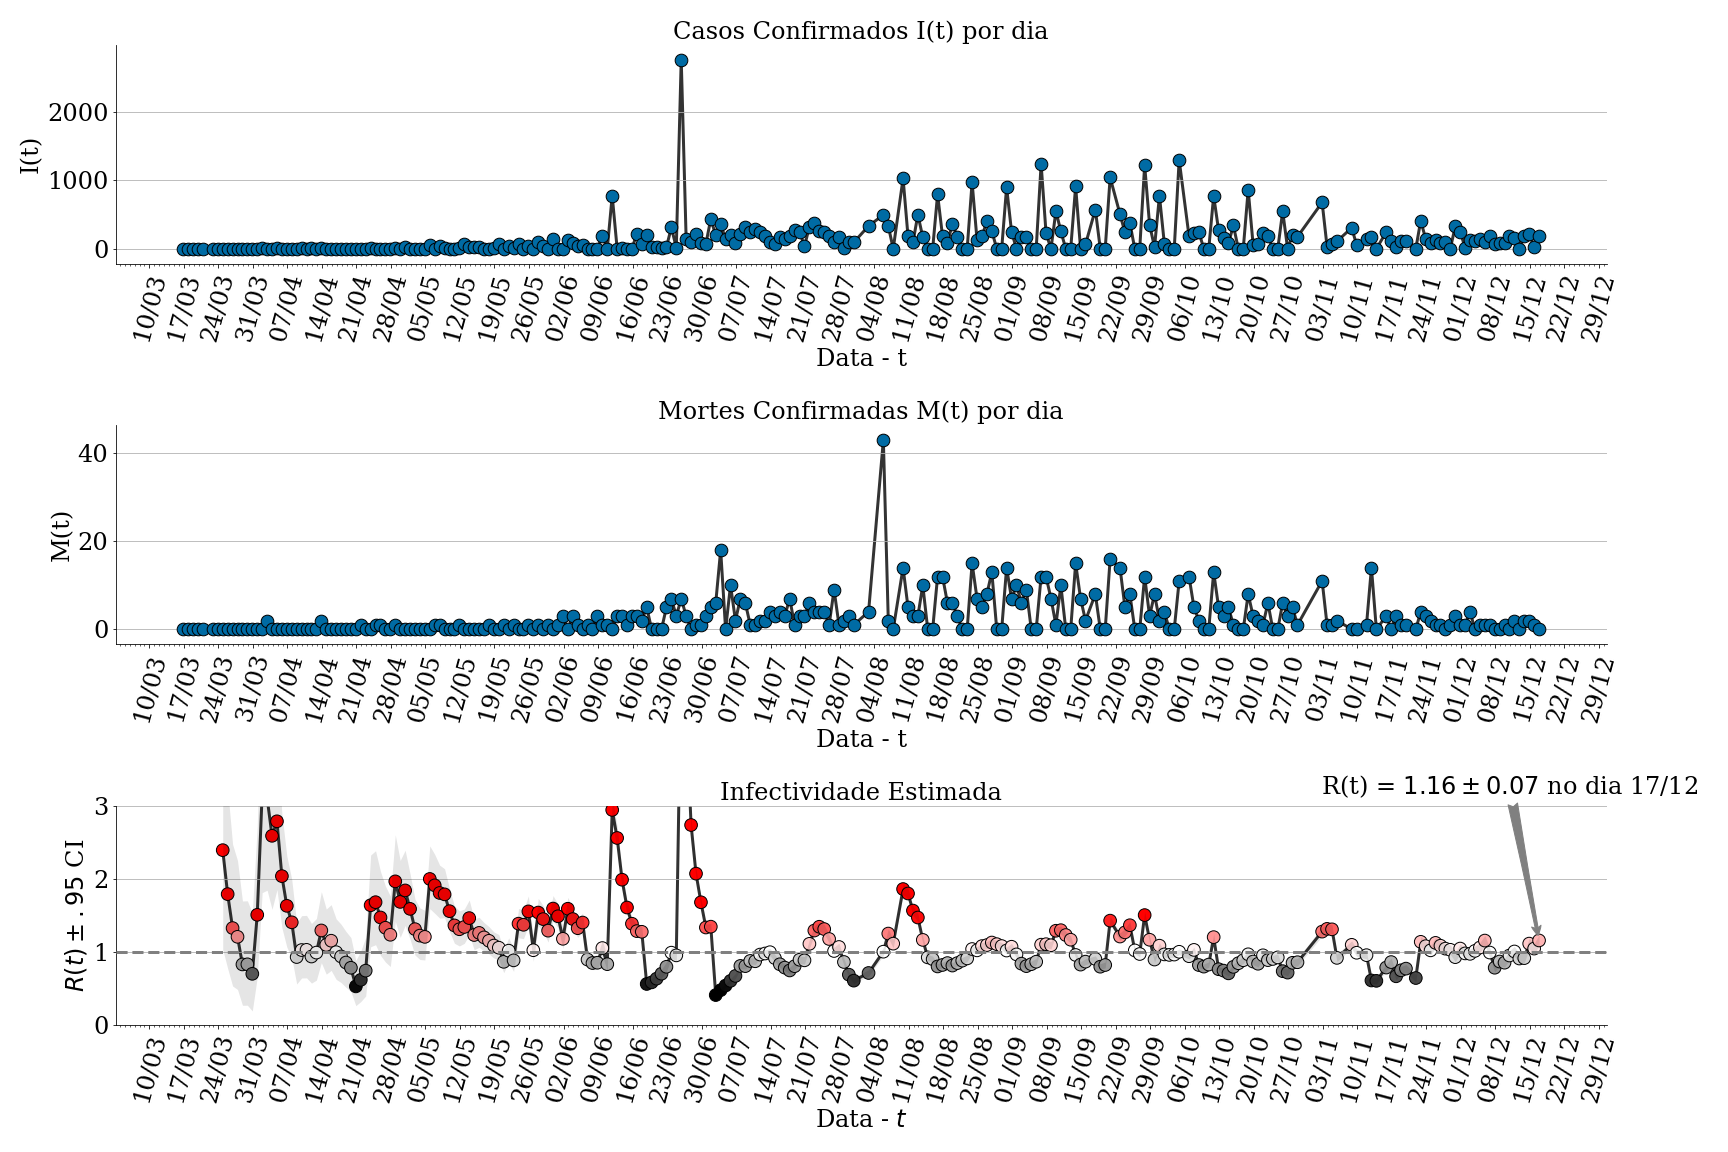 Casos Confirmados I(t) por dia
I(t)
2000
1000
0
10/03 17/03 24/03 31/03 07/04 14/04 21/04 28/04 05/05 12/05 19/05 26/05 02/06 09/06 16/06 23/06 30/06 07/07 14/07 21/07 28/07 04/08 11/08 18/08 25/08 01/09 08/09 15/09 22/09 29/09 06/10 13/10 20/10 27/10 03/11 10/11 17/11 24/11 01/12 08/12 15/12 22/12 29/12
Data - t
Mortes Confirmadas M(t) por dia
M(t)
40
20
0
10/03 17/03 24/03 31/03 07/04 14/04 21/04 28/04 05/05 12/05 19/05 26/05 02/06 09/06 16/06 23/06 30/06 07/07 14/07 21/07 28/07 04/08 11/08 18/08 25/08 01/09 08/09 15/09 22/09 29/09 06/10 13/10 20/10 27/10 03/11 10/11 17/11 24/11 01/12 08/12 15/12 22/12 29/12
Data - t
Infectividade Estimada
R(t) = 1.16 ± 0.07 no dia 17/12
R(t) ± .95 CI
3
2
1
0
10/03 17/03 24/03 31/03 07/04 14/04 21/04 28/04 05/05 12/05 19/05 26/05 02/06 09/06 16/06 23/06 30/06 07/07 14/07 21/07 28/07 04/08 11/08 18/08 25/08 01/09 08/09 15/09 22/09 29/09 06/10 13/10 20/10 27/10 03/11 10/11 17/11 24/11 01/12 08/12 15/12 22/12 29/12
Data - t